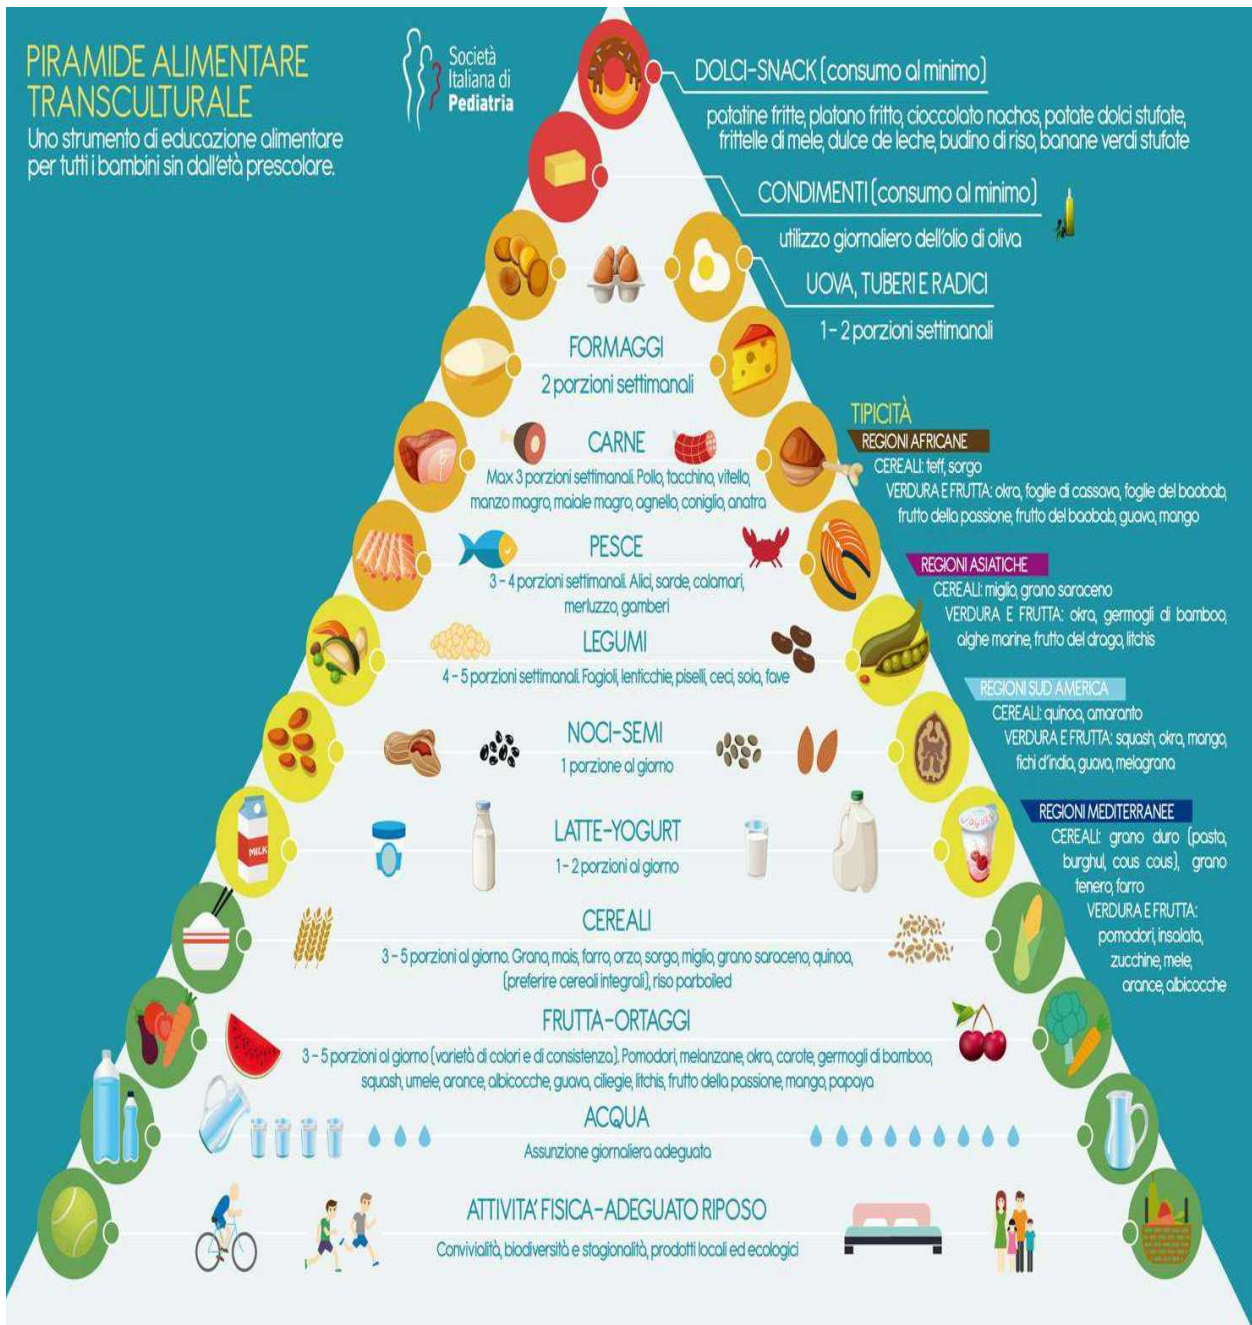 PIRAMIDE ALIMENTARE
TRANSCULTURALE
Uno strumento di educazione alimentare
per tutti i bambini sin dall'età prescolare.
Società
Italiana di
Pediatria
DOLCI-SNACK (consumo al minimo)
patatine fritte, platano fritto, cioccolato nachos, patate dolci stufate,
frittelle di mele, dulce de leche, budino di riso, banane verdi stufate
CONDIMENTI (consumo al minimo)
utilizzo giornaliero dell'olio di oliva
UOVA, TUBERI E RADICI
1-2 porzioni settimanali
FORMAGGI
2 porzioni settimanali
CARNE
Max 3 porzioni settimanali. Pollo, tacchino, vitello,
manzo magro, maiale magro, agnello, coniglio, anatra
PESCE
3-4 porzioni settimanali. Alici, sarde, calamari,
merluzzo, gamberi
LEGUMI
4-5 porzioni settimanali. Fagioli, lenticchie, piselli, ceci, soia, fave
NOCI-SEMI
1 porzione al giorno
MILK
LATTE-YOGURT
1-2 porzioni al giorno
CEREALI
3-5 porzioni al giorno. Grano, mais, farro, orzo, sorgo, miglio, grano saraceno, quinoa,
(preferire cereali integrali), riso parboiled
FRUTTA-ORTAGGI
3-5 porzioni al giorno (varietà di colori e di consistenza). Pomodori, melanzane, okra, carote, germogli di bamboo,
squash, umele, arance, albicocche, guava, ciliegie, litchis, frutto della passione, mango, papaya
ACQUA
Assunzione giornaliera adeguata
ATTIVITA' FISICA-ADEGUATO RIPOSO
Convivialità, biodiversità e stagionalità, prodotti locali ed ecologici
TIPICITÀ
REGIONI AFRICANE
CEREALI: teff, sorgo
VERDURA E FRUTTA: okra, foglie di cassava, foglie del baobab,
frutto della passione, frutto del baobab, guava, mango
REGIONI ASIATICHE
CEREALI: miglio, grano saraceno
VERDURA E FRUTTA: okra, germogli di bamboo,
alghe marine, frutto del drago, litchis
REGIONI SUD AMERICA
CEREALI: quinoa, amaranto
VERDURA E FRUTTA: squash, okra, mango,
fichi d'india, guava, melagrana
REGIONI MEDITERRANEE
CEREALI: grano duro (pasta,
burghul, cous cous), grano
tenero, farro
VERDURA E FRUTTA:
pomodori, insalata,
zucchine, mele,
arance, albicocche